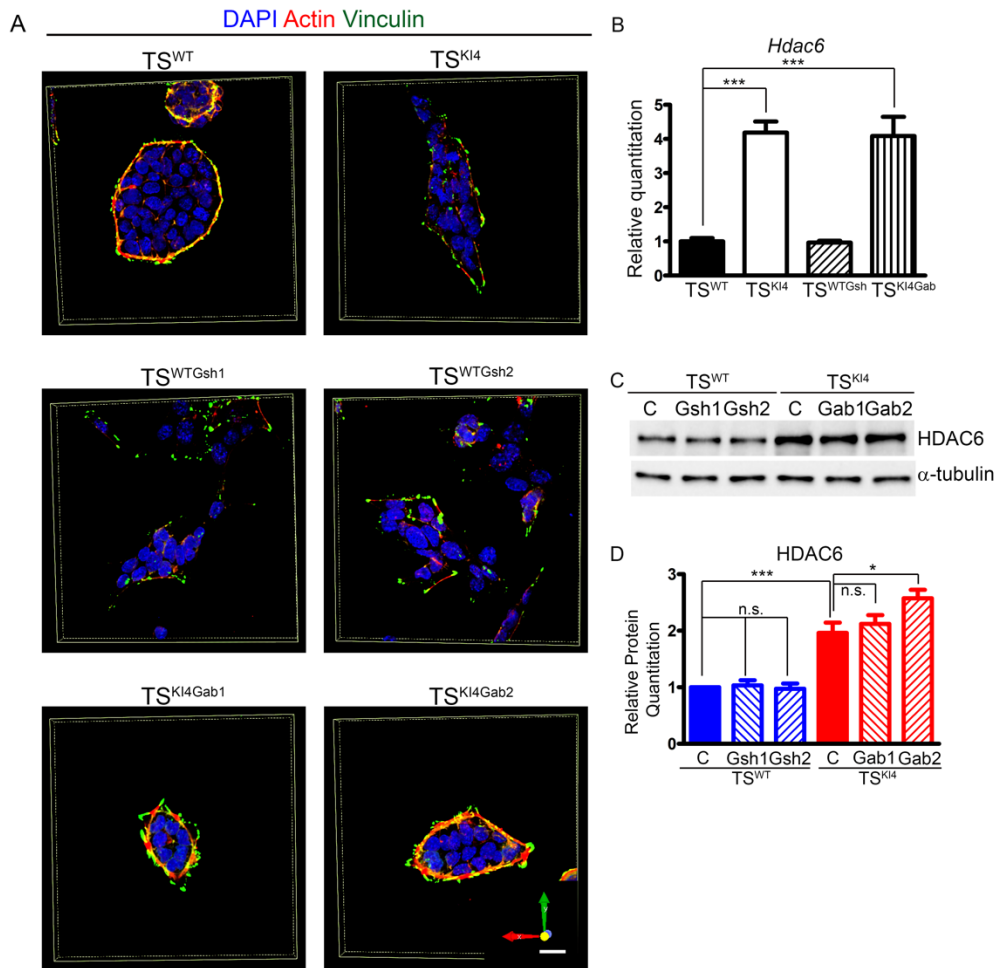 A
DAPI Actin Vinculin
TS^WT
TS^KI4
TS^WTGsh1
TS^WTGsh2
TS^KI4Gab1
TS^KI4Gab2
x
y
B
Hdac6
***
***
Relative quantitation
5
4
3
2
1
0
TS^WT TS^KI4 TS^WTGsh TS^KI4Gab
C
TS^WT TS^KI4
C Gsh1 Gsh2 C Gab1 Gab2
HDAC6
α-tubulin
D
HDAC6
*** *
n.s. n.s.
Relative Protein
Quantitation
3
2
1
0
C Gsh1 Gsh2 C Gab1 Gab2
TS^WT TS^KI4